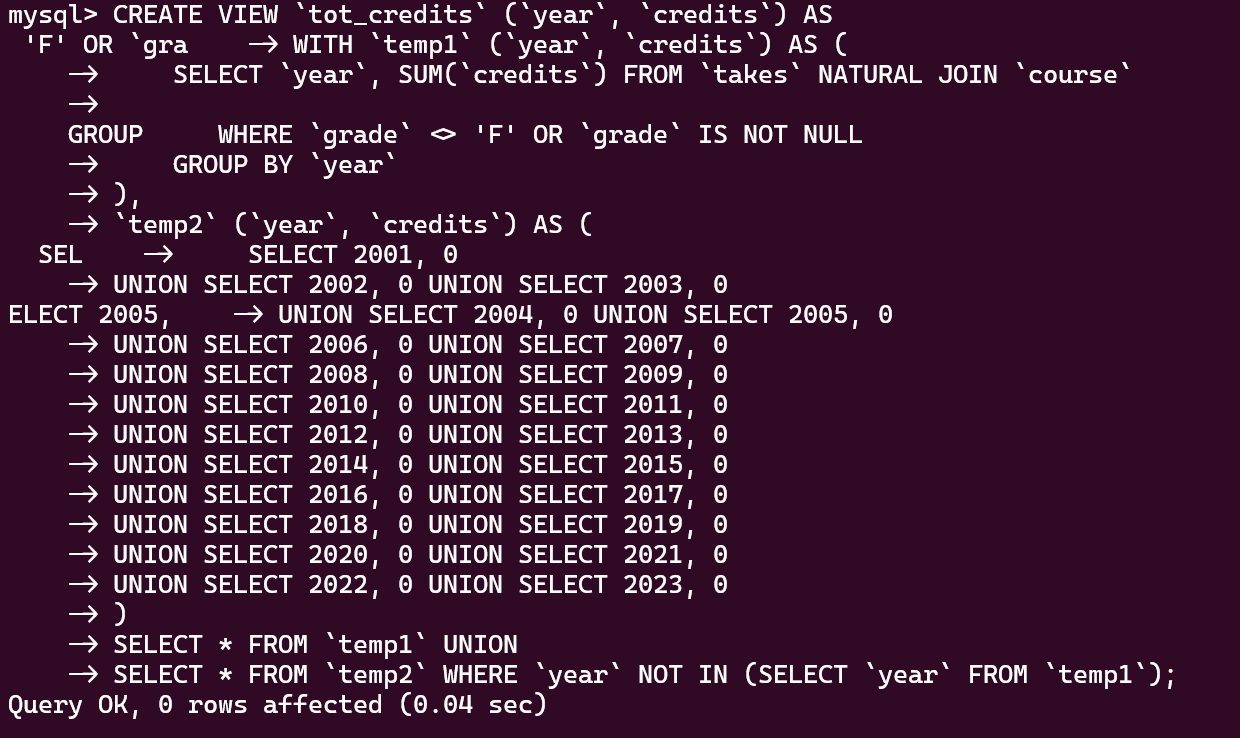 mysql> CREATE VIEW `tot_credits` (`year`, `credits`) AS
 'F' OR `gra    -> WITH `temp1` (`year`, `credits`) AS (
    ->     SELECT `year`, SUM(`credits`) FROM `takes` NATURAL JOIN `course`
    ->
    GROUP     WHERE `grade` <> 'F' OR `grade` IS NOT NULL
    ->     GROUP BY `year`
    -> ),
    -> `temp2` (`year`, `credits`) AS (
  SEL    ->     SELECT 2001, 0
    -> UNION SELECT 2002, 0 UNION SELECT 2003, 0
ELECT 2005,    -> UNION SELECT 2004, 0 UNION SELECT 2005, 0
    -> UNION SELECT 2006, 0 UNION SELECT 2007, 0
    -> UNION SELECT 2008, 0 UNION SELECT 2009, 0
    -> UNION SELECT 2010, 0 UNION SELECT 2011, 0
    -> UNION SELECT 2012, 0 UNION SELECT 2013, 0
    -> UNION SELECT 2014, 0 UNION SELECT 2015, 0
    -> UNION SELECT 2016, 0 UNION SELECT 2017, 0
    -> UNION SELECT 2018, 0 UNION SELECT 2019, 0
    -> UNION SELECT 2020, 0 UNION SELECT 2021, 0
    -> UNION SELECT 2022, 0 UNION SELECT 2023, 0
    -> )
    -> SELECT * FROM `temp1` UNION
    -> SELECT * FROM `temp2` WHERE `year` NOT IN (SELECT `year` FROM `temp1`);
Query OK, 0 rows affected (0.04 sec)